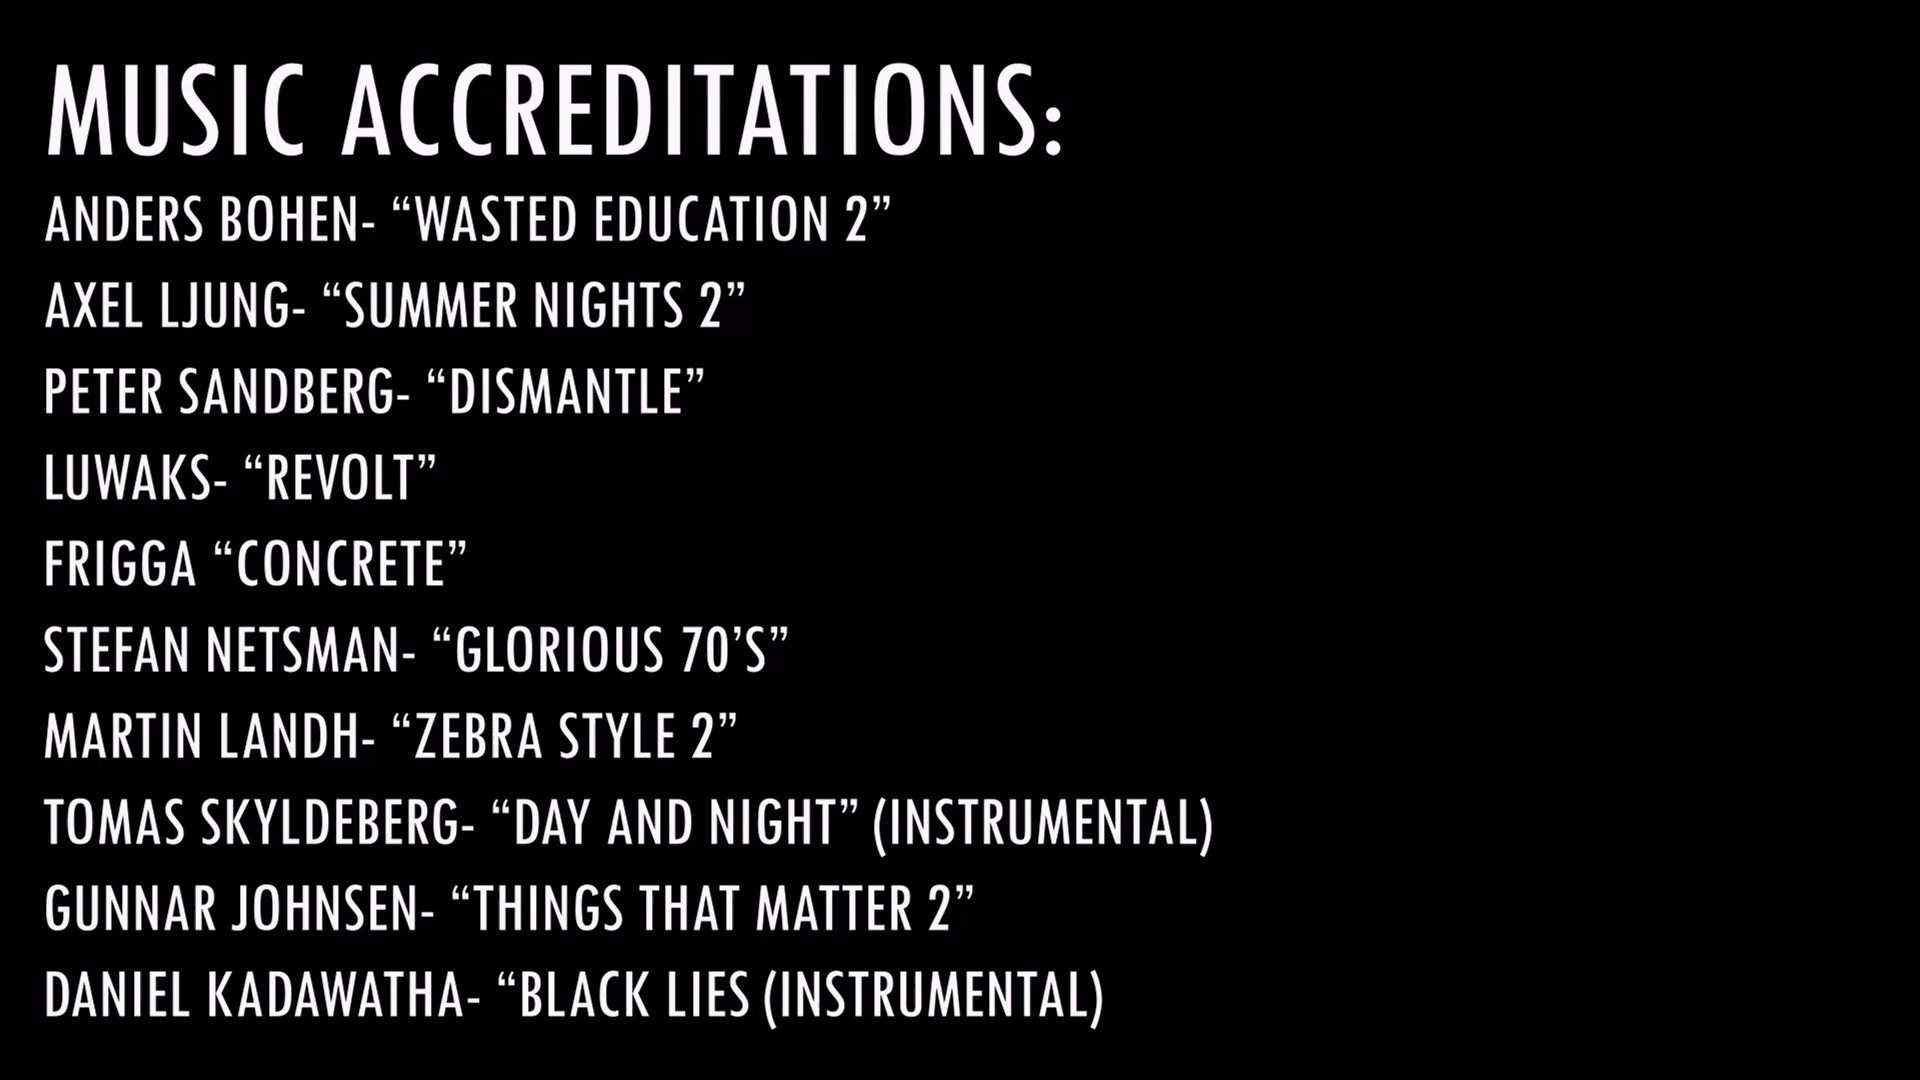 MUSIC ACCREDITATIONS:
ANDERS BOHEN- “WASTED EDUCATION 2”
AXEL LJUNG- “SUMMER NIGHTS 2”
PETER SANDBERG- “DISMANTLE”
LUWAKS- “REVOLT”
FRIGGA “CONCRETE”
STEFAN NETSMAN- “GLORIOUS 70’S”
MARTIN LANDH- “ZEBRA STYLE 2”
TOMAS SKYLDEBERG- “DAY AND NIGHT” (INSTRUMENTAL)
GUNNAR JOHNSEN- “THINGS THAT MATTER 2”
DANIEL KADAWATHA- “BLACK LIES (INSTRUMENTAL)